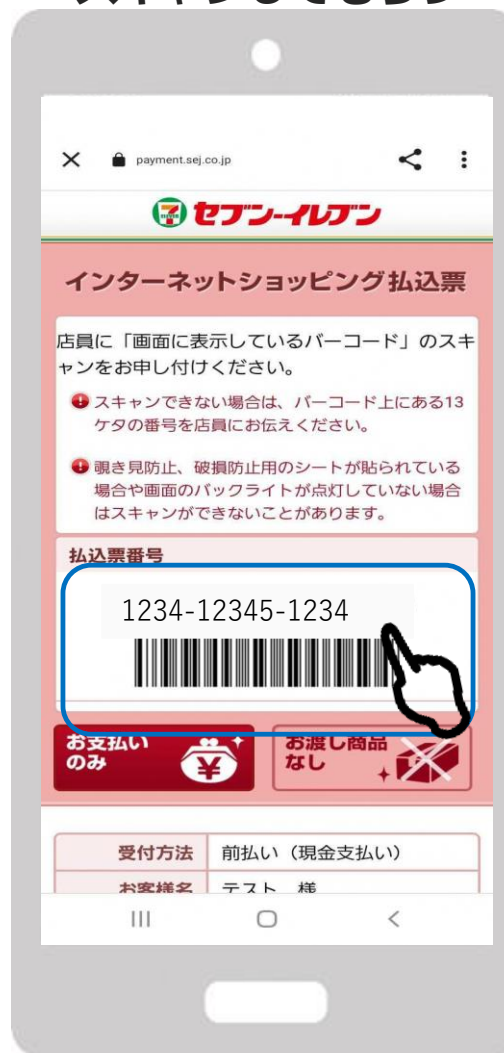 payment.sej.co.jp
セブン-イレブン
インターネットショッピング払込票
店員に「画面に表示しているバーコード」のスキ
ャンをお申し付けください。
スキャンできない場合は、バーコード上にある13
ケタの番号を店員にお伝えください。
覗き見防止、破損防止用のシートが貼られている
場合や画面のバックライトが点灯していない場合
はスキャンができないことがあります。
払込票番号
1234-12345-1234
お支払い
のみ
お渡し商品
なし
受付方法 前払い（現金支払い）
お客様名 テスト 様